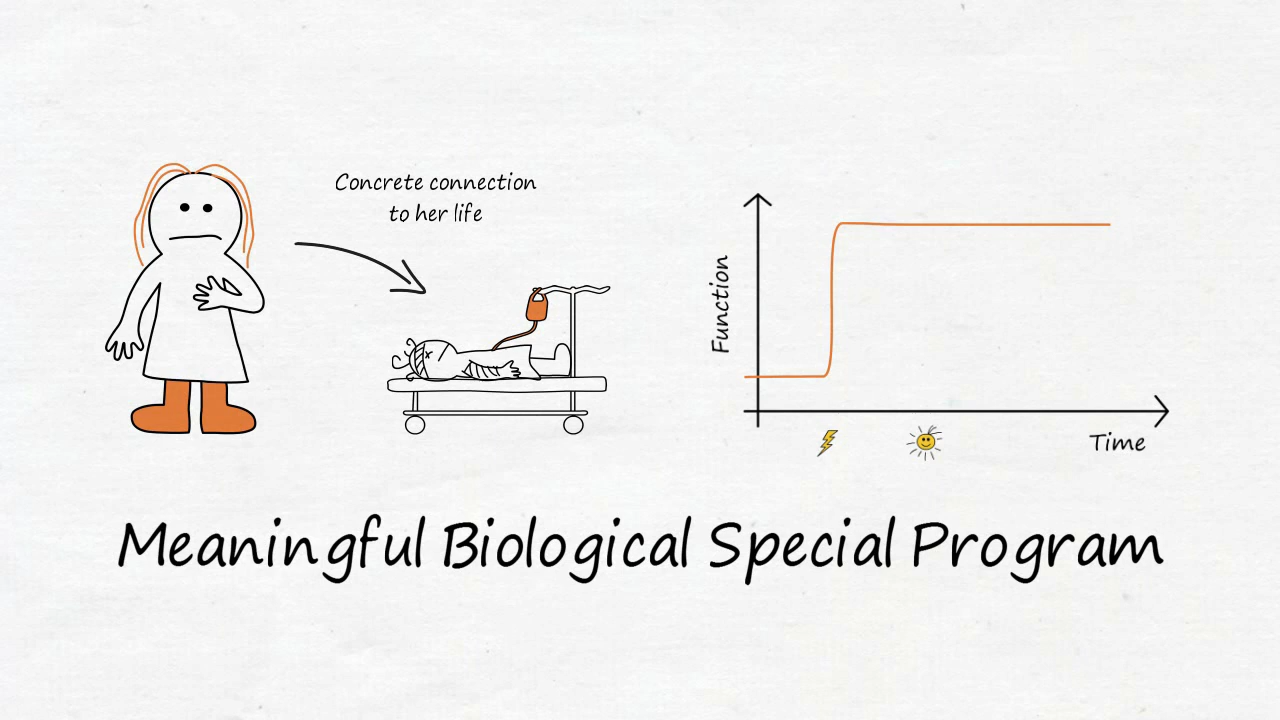 Concrete connection
to her life
Function
Time
Meaningful Biological Special Program